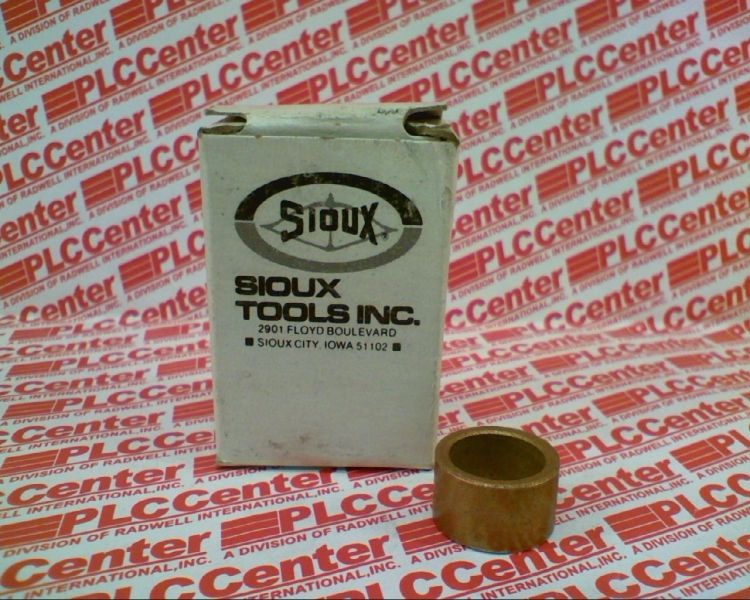 SIOUX
SIOUX
TOOLS INC.
2901 FLOYD BOULEVARD
■ SIOUX CITY, IOWA 51102 ■
PLCCenter
A DIVISION OF RADWELL INTERNATIONAL, INC.